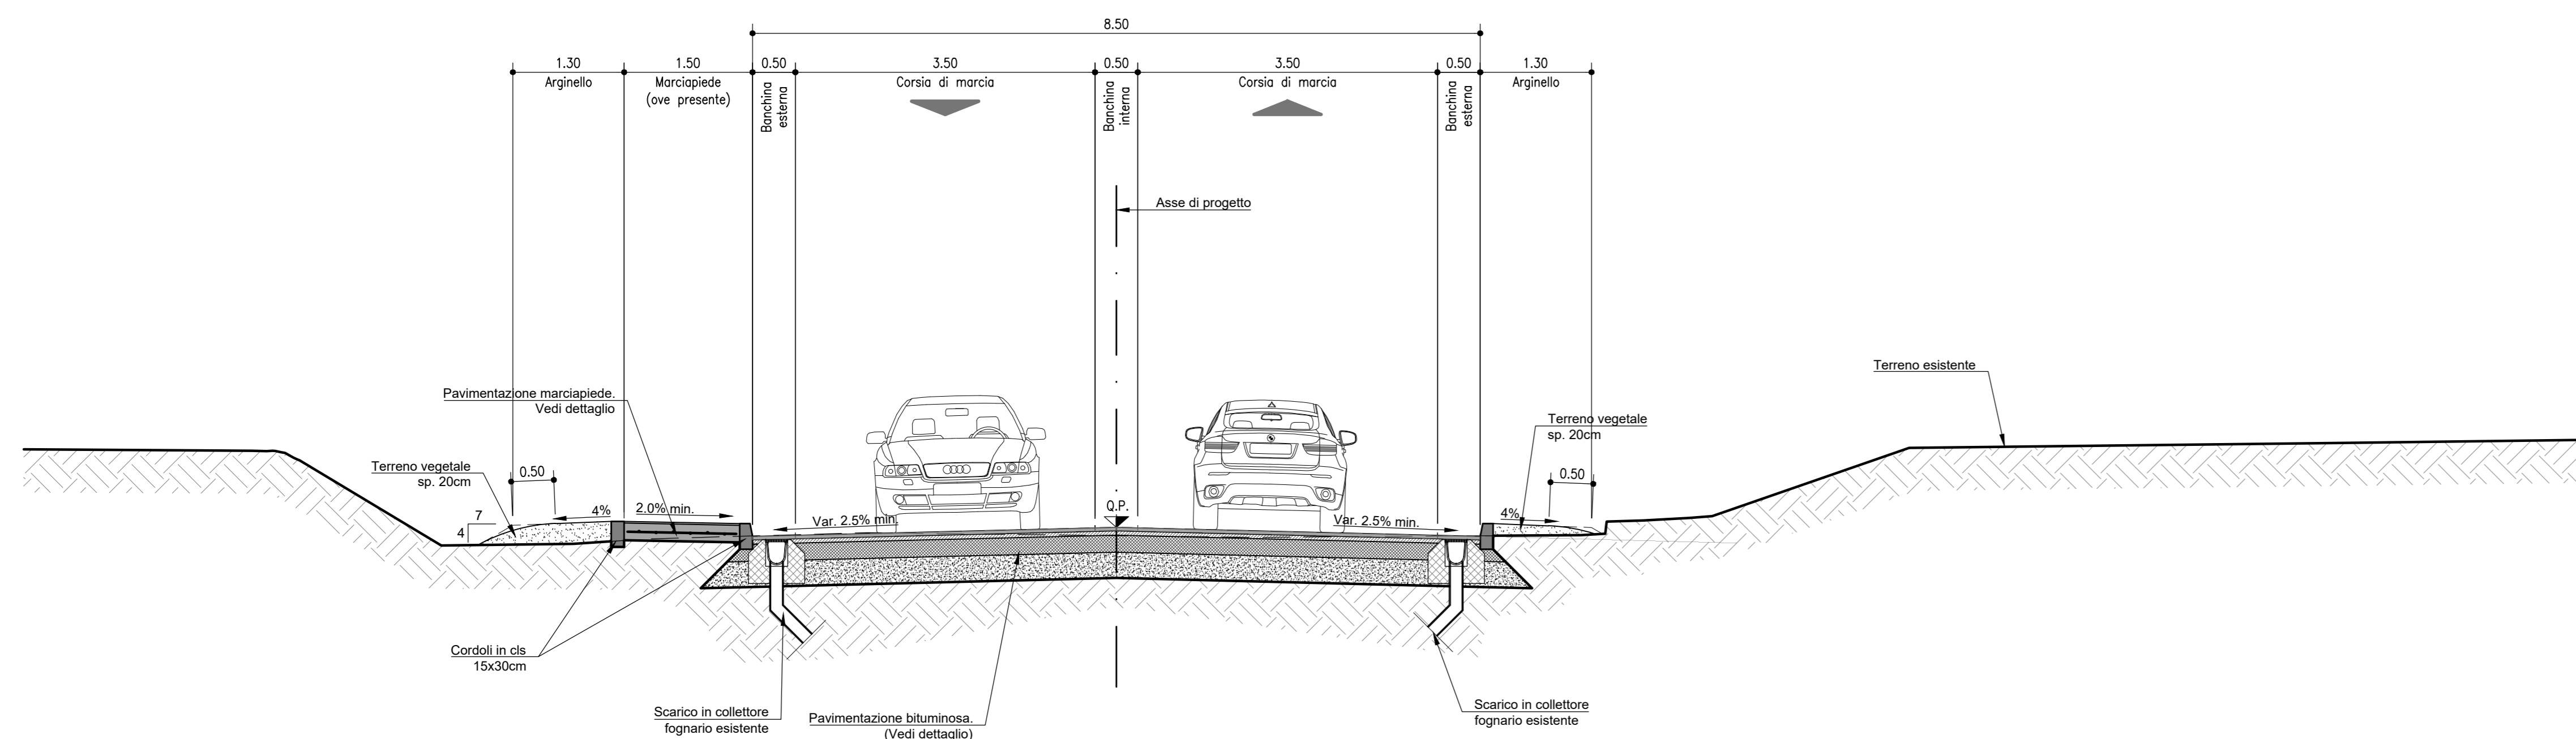 8.50
1.30
1.50
0.50
3.50
0.50
3.50
0.50
1.30
Arginello
Marciapiede
(ove presente)
Banchina
esterna
Corsia di marcia
Banchina
interna
Corsia di marcia
Banchina
esterna
Arginello
Asse di progetto
Terreno esistente
Pavimentazione marciapiede.
Vedi dettaglio
Terreno vegetale
sp. 20cm
Terreno vegetale
sp. 20cm
0.50
0.50
7
4
4%
2.0% min.
Var. 2.5% min.
Q.P.
Var. 2.5% min.
4%
Cordoli in cls
15x30cm
Scarico in collettore
fognario esistente
Pavimentazione bituminosa.
(Vedi dettaglio)
Scarico in collettore
fognario esistente